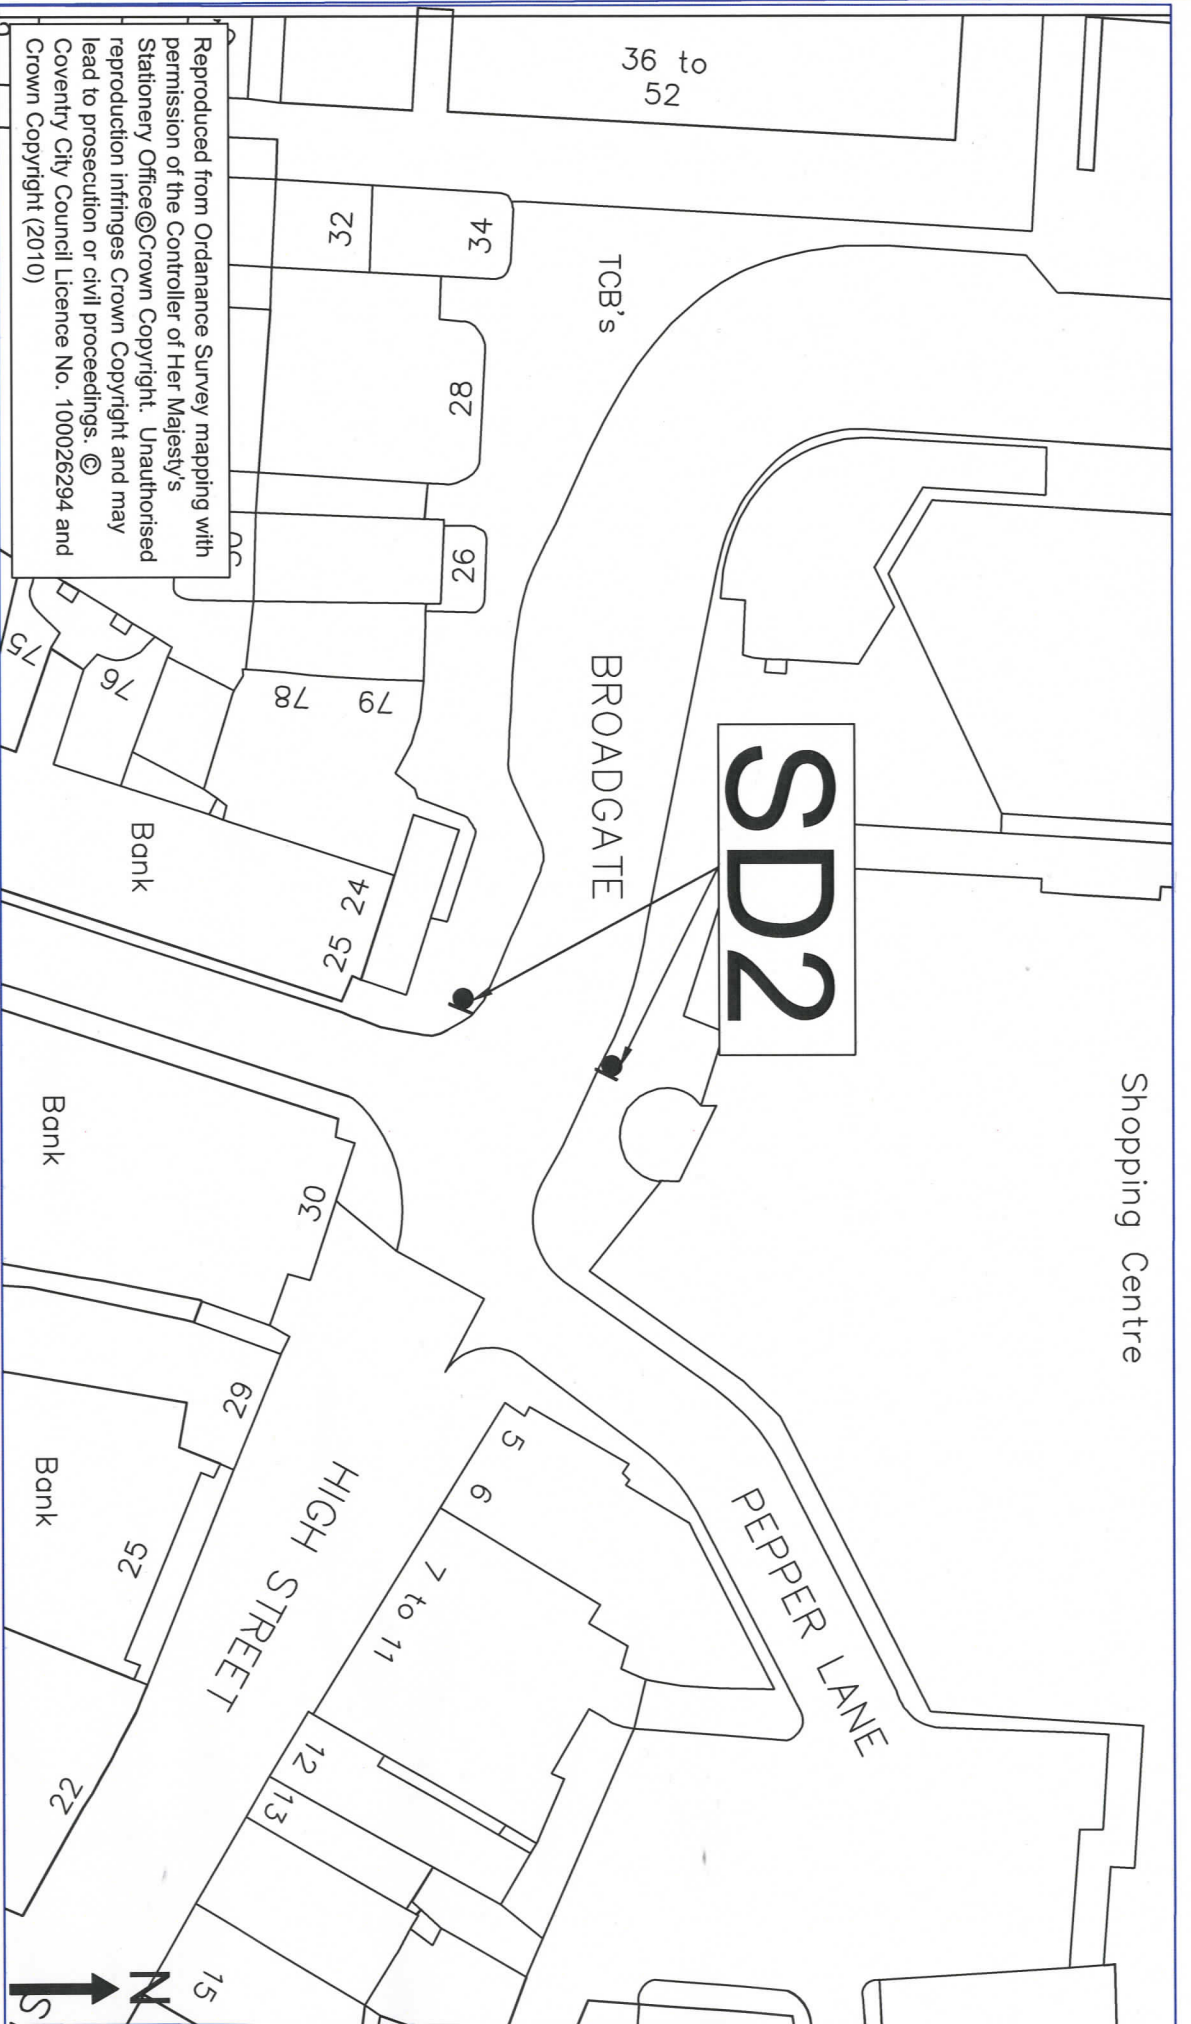 36 to
52
34
32
TCB's
28
26
79
78
76
75
BROADGATE
SD2
Shopping Centre
24
25
Bank
30
Bank
29
25
Bank
22
HIGH STREET
PEPPER LANE
5
6
7 to 11
12
13
15
N
S
Reproduced from Ordanance Survey mapping with
permission of the Controller of Her Majesty's
Stationery Office©Crown Copyright. Unauthorised
reproduction infringes Crown Copyright and may
lead to prosecution or civil proceedings. ©
Coventry City Council Licence No. 100026294 and
Crown Copyright (2010)